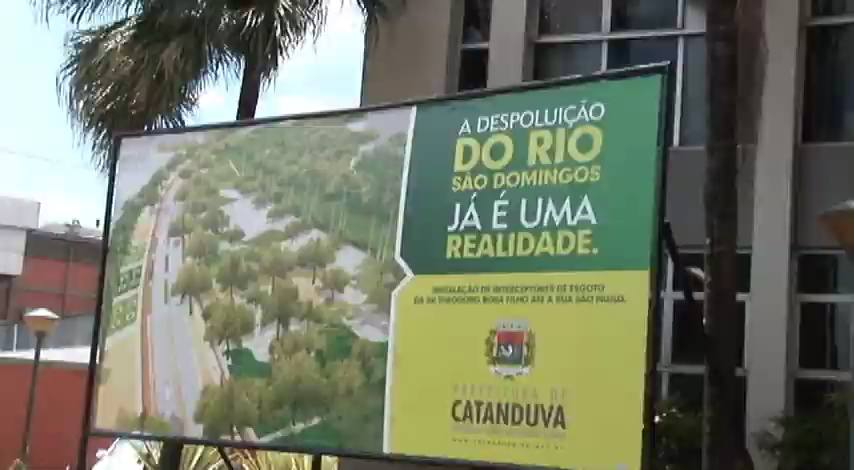 A DESPOLUIÇÃO
DO RIO
SÃO DOMINGOS
JÁ É UMA
REALIDADE.
INSTALAÇÃO DE INTERCEPTORES DE ESGOTO
DA AV. THEODORO ROSA FILHO ATÉ A RUA SÃO PAULO.
PREFEITURA DE
CATANDUVA